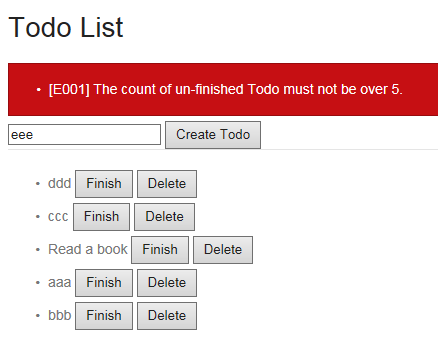 Todo List
• [E001] The count of un-finished Todo must not be over 5.
eee Create Todo
• ddd Finish Delete
• ccc Finish Delete
• Read a book Finish Delete
• aaa Finish Delete
• bbb Finish Delete